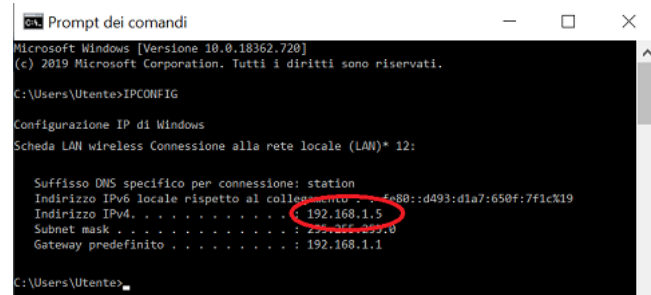 Prompt dei comandi
Microsoft Windows [Versione 10.0.18362.720]
(c) 2019 Microsoft Corporation. Tutti i diritti sono riservati.
C:\Users\Utente>IPCONFIG
Configurazione IP di Windows
Scheda LAN wireless Connessione alla rete locale (LAN)* 12:
Suffisso DNS specifico per connessione: station
Indirizzo IPv6 locale rispetto al collegamento . : fe80::d493:d1a7:650f:7f1c%19
Indirizzo IPv4. . . . . . . . . . . . : 192.168.1.5
Subnet mask . . . . . . . . . . . . . : 255.255.255.0
Gateway predefinito . . . . . . . . . : 192.168.1.1
C:\Users\Utente>